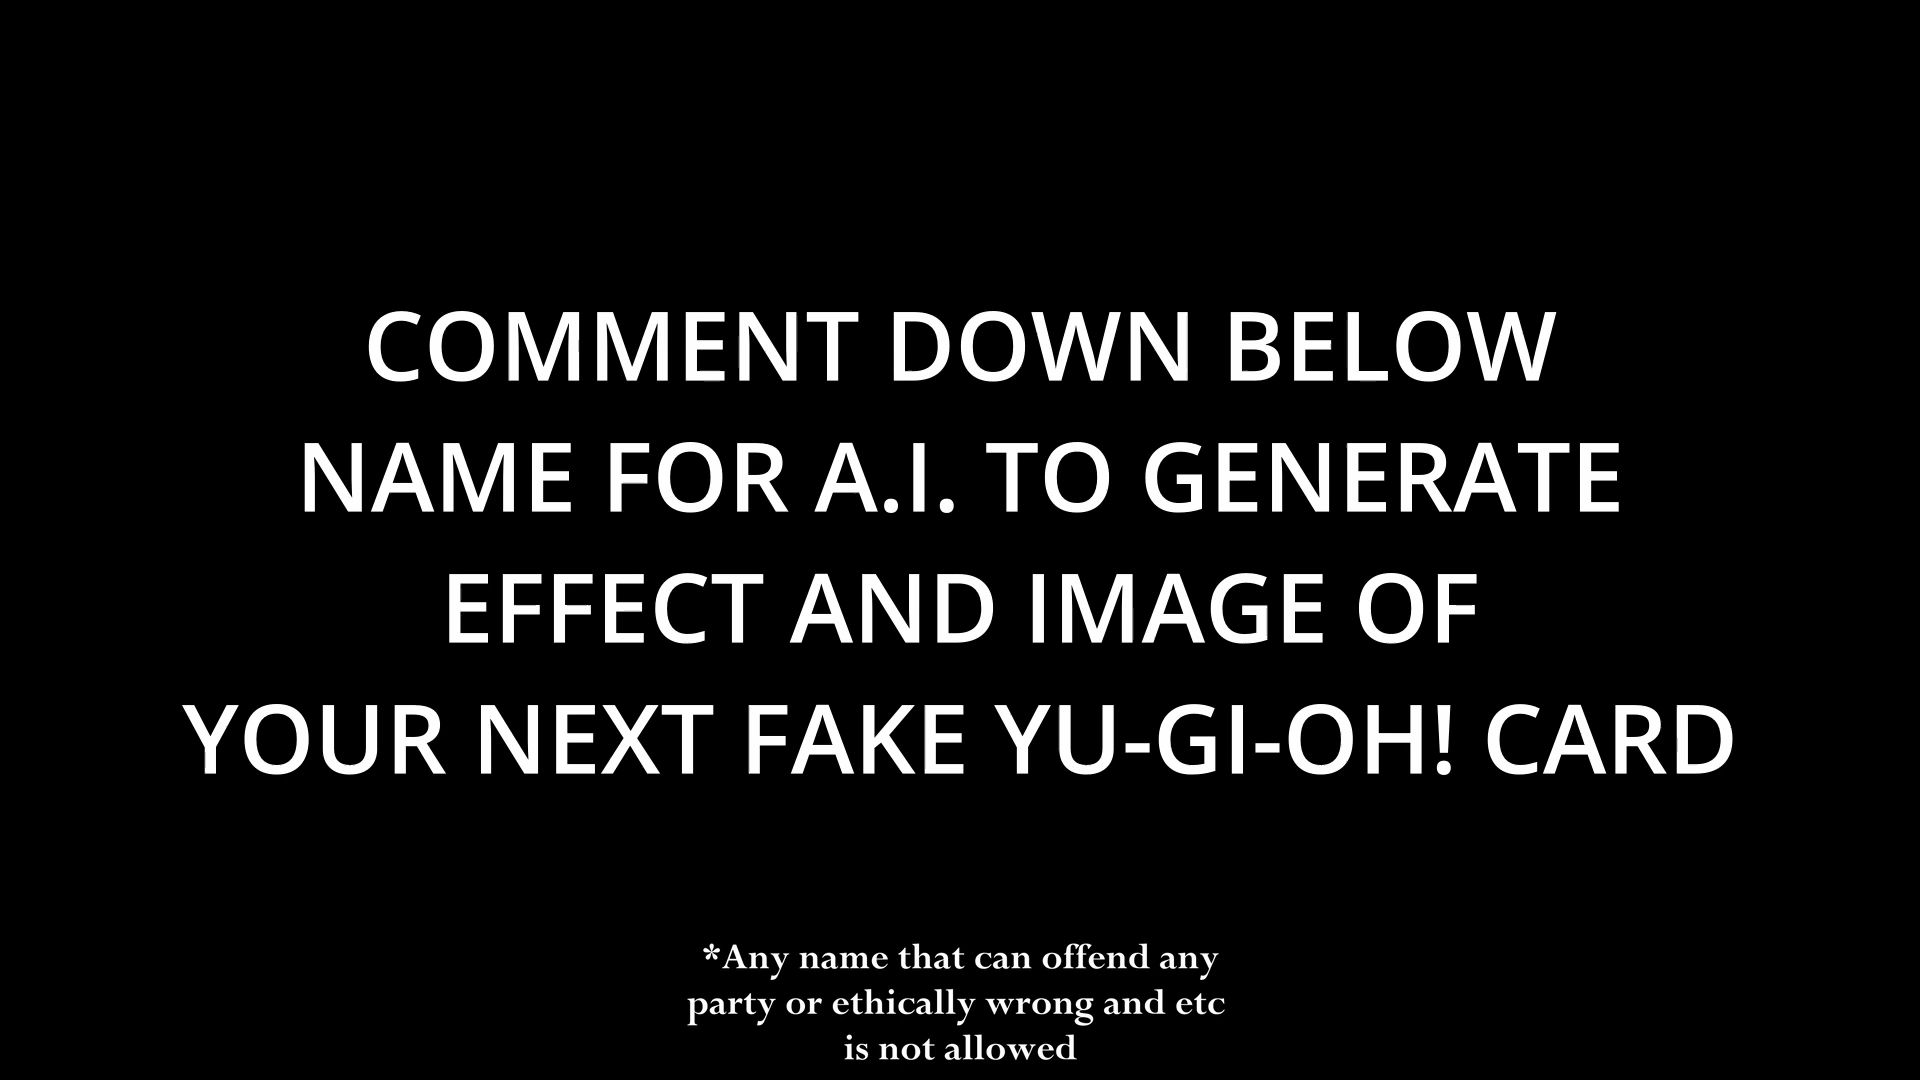 COMMENT DOWN BELOW
NAME FOR A.I. TO GENERATE
EFFECT AND IMAGE OF
YOUR NEXT FAKE YU-GI-OH! CARD
*Any name that can offend any
party or ethically wrong and etc
is not allowed